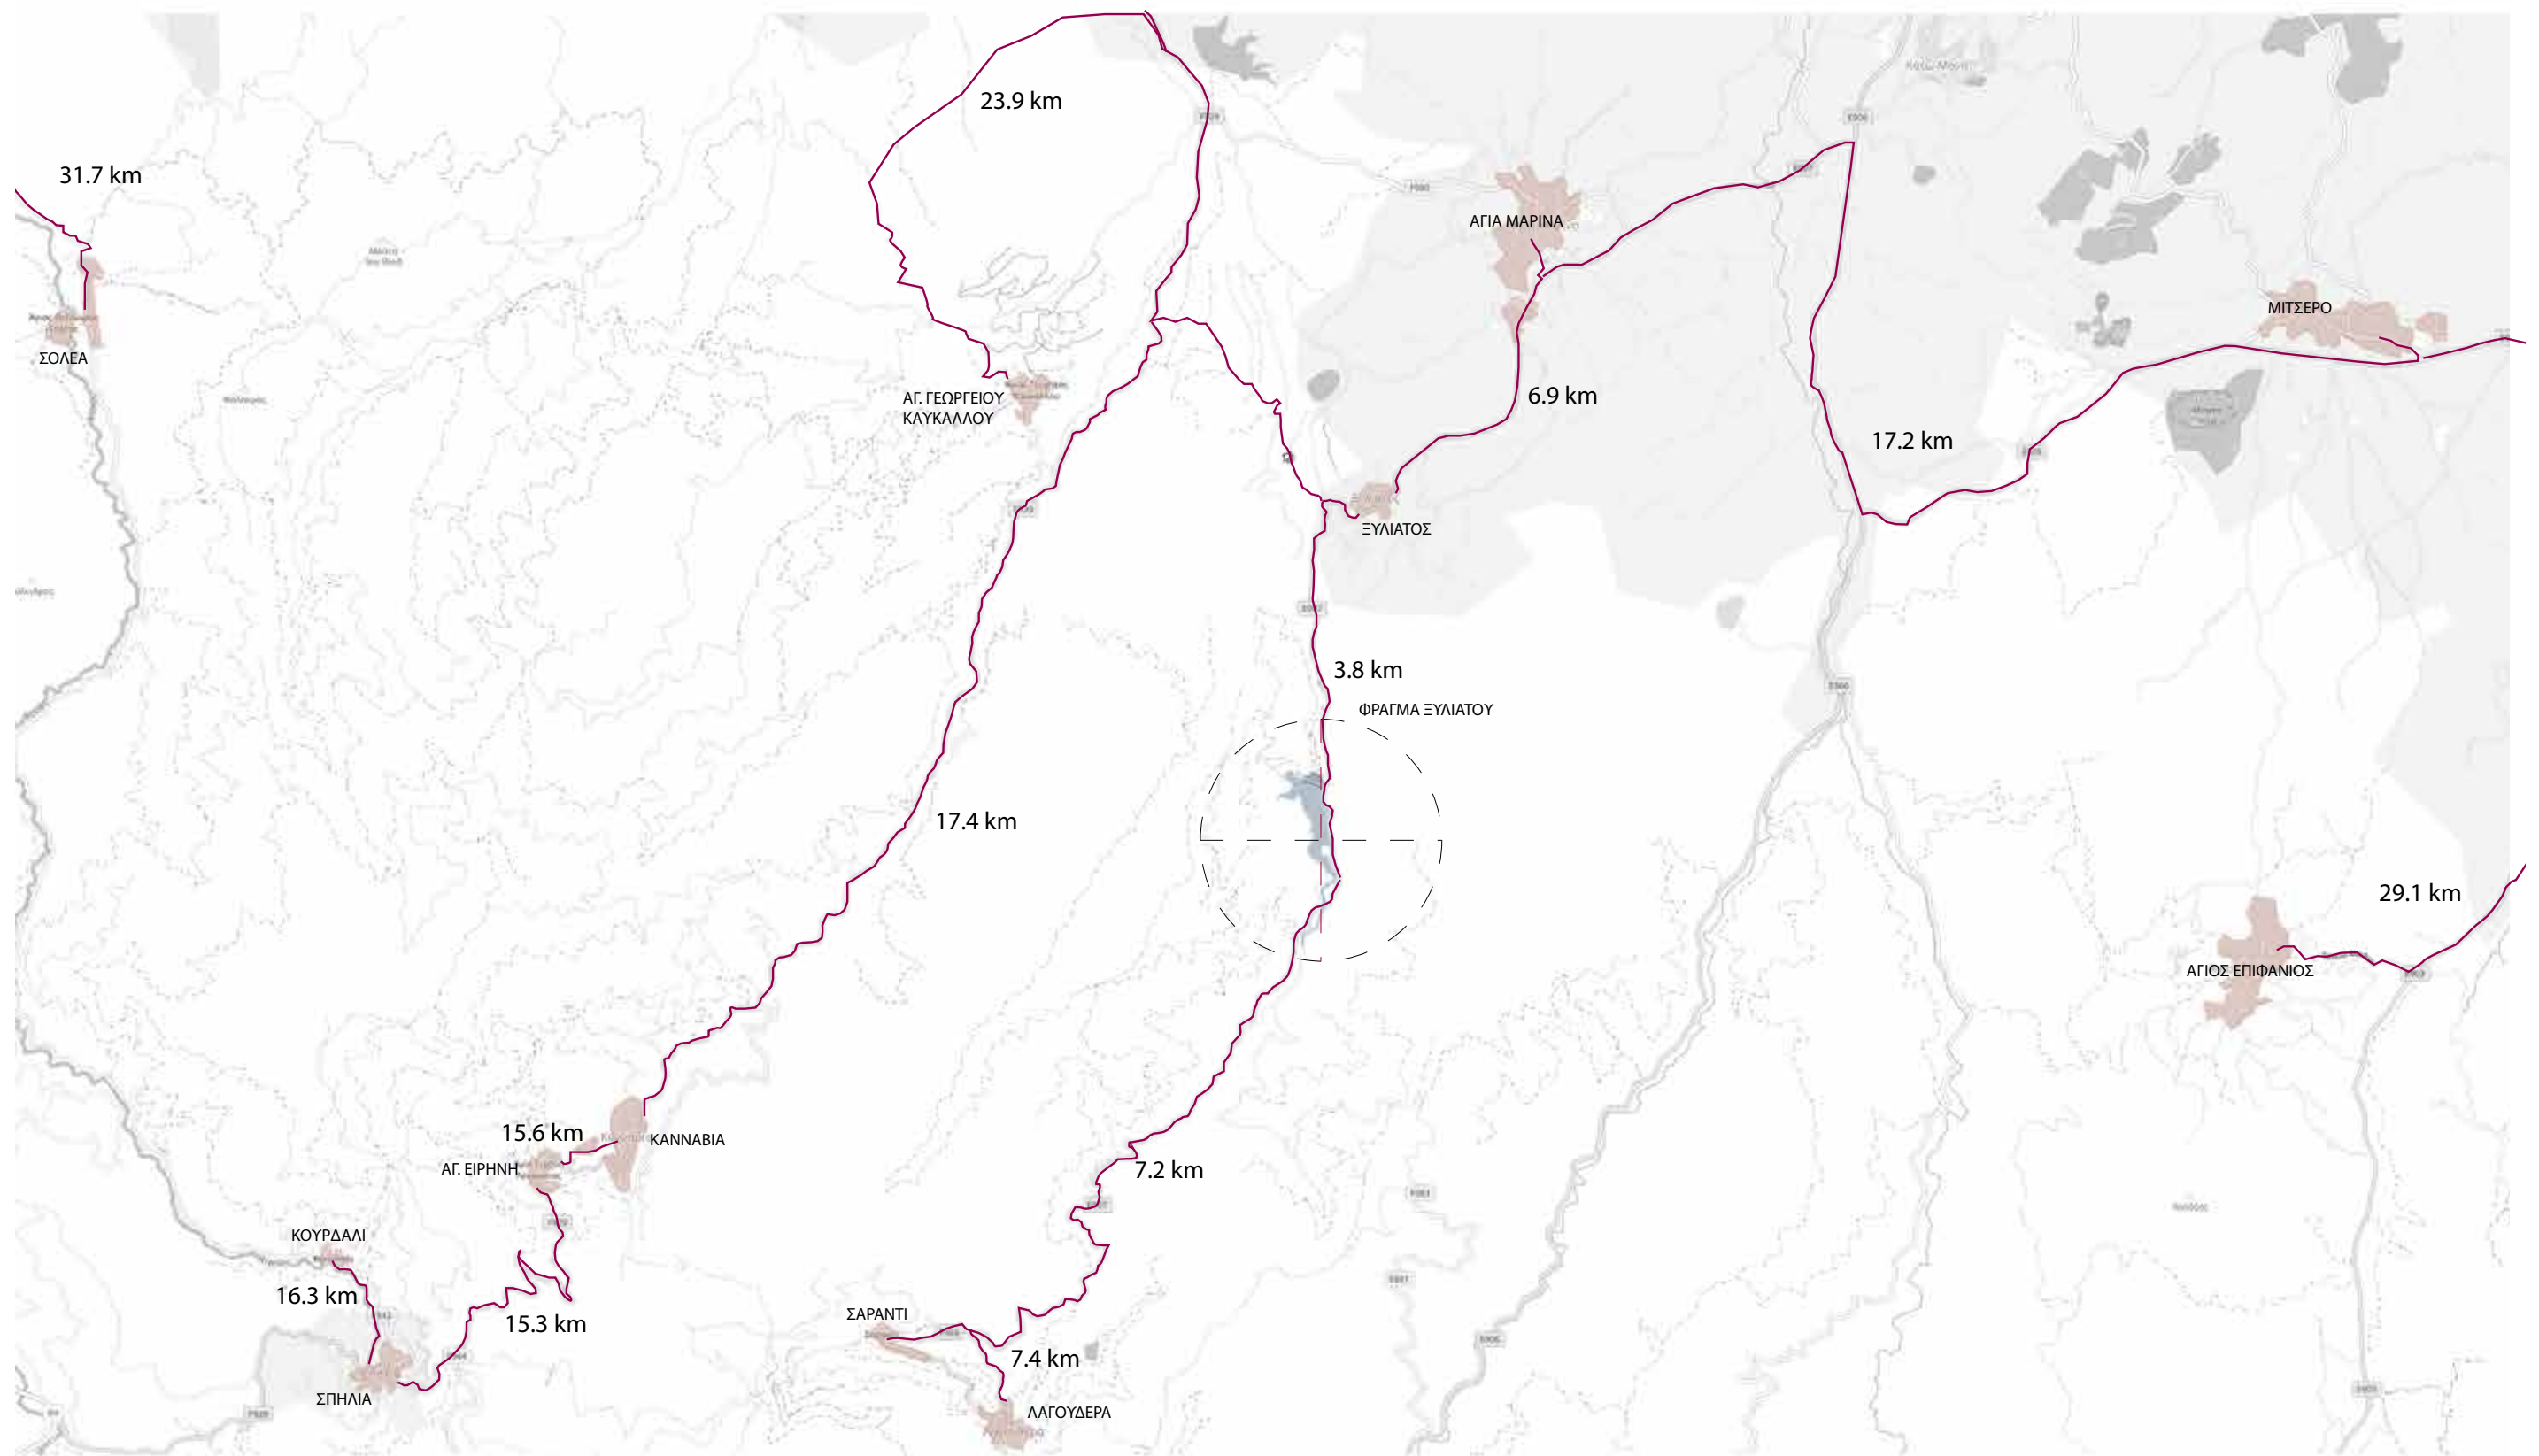 23.9 km
31.7 km
ΑΓΙΑ ΜΑΡΙΝΑ
ΜΙΤΣΕΡΟ
ΣΟΛΕΑ
ΑΓ. ΓΕΩΡΓΕΙΟΥ
ΚΑΥΚΑΛΛΟΥ
6.9 km
17.2 km
ΞΥΛΙΑΤΟΣ
3.8 km
ΦΡΑΓΜΑ ΞΥΛΙΑΤΟΥ
17.4 km
29.1 km
ΑΓΙΟΣ ΕΠΙΦΑΝΙΟΣ
15.6 km
ΚΑΝΝΑΒΙΑ
ΑΓ. ΕΙΡΗΝΗ
7.2 km
ΚΟΥΡΔΑΛΙ
16.3 km
15.3 km
ΣΑΡΑΝΤΙ
7.4 km
ΣΠΗΛΙΑ
ΛΑΓΟΥΔΕΡΑ